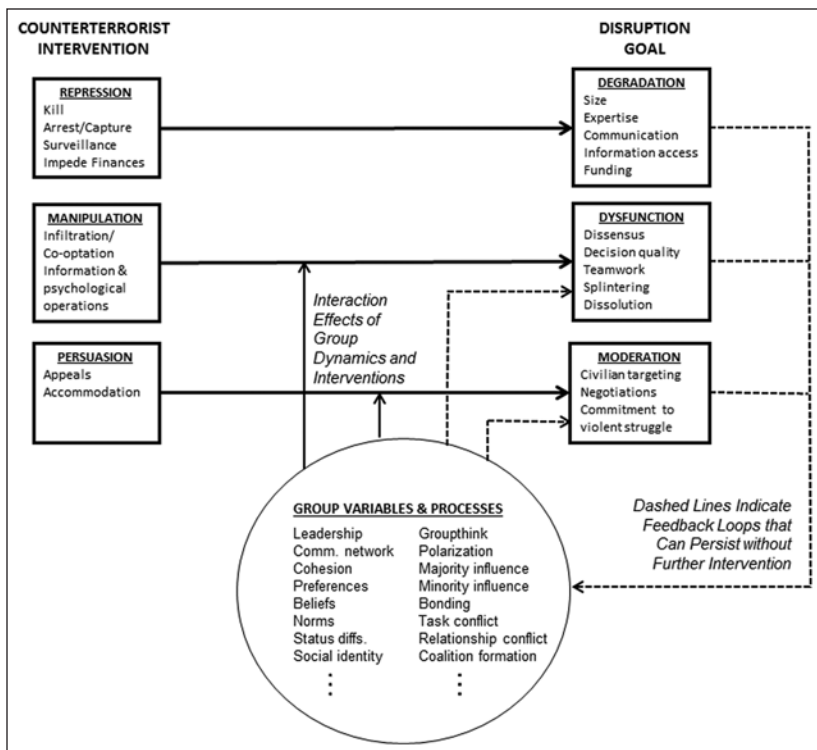 COUNTERTERRORIST
INTERVENTION
DISRUPTION
GOAL
REPRESSION
Kill
Arrest/Capture
Surveillance
Impede Finances
DEGRADATION
Size
Expertise
Communication
Information access
Funding
MANIPULATION
Infiltration/
Co-optation
Information &
psychological
operations
DYSFUNCTION
Dissensus
Decision quality
Teamwork
Splintering
Dissolution
Interaction
Effects of
Group
Dynamics and
Interventions
PERSUASION
Appeals
Accommodation
MODERATION
Civilian targeting
Negotiations
Commitment to
violent struggle
GROUP VARIABLES & PROCESSES
Leadership
Comm. network
Cohesion
Preferences
Beliefs
Norms
Status diffs.
Social identity
Groupthink
Polarization
Majority influence
Minority influence
Bonding
Task conflict
Relationship conflict
Coalition formation
Dashed Lines Indicate
Feedback Loops that
Can Persist without
Further Intervention